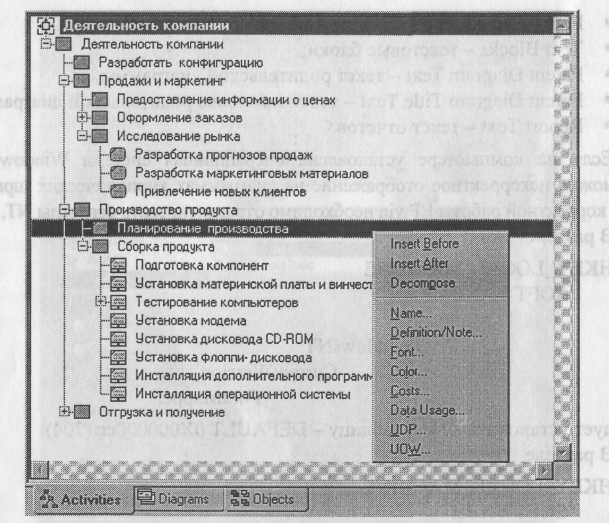 Деятельность компании
Деятельность компании
Разработать конфигурацию
Продажи и маркетинг
Предоставление информации о ценах
Оформление заказов
Исследование рынка
Разработка прогнозов продаж
Разработка маркетинговых материалов
Привлечение новых клиентов
Производство продукта
Планирование производства
Сборка продукта
Подготовка компонент
Установка материнской платы и винчест
Тестирование компьютеров
Установка модема
Установка дисковода CD-ROM
Установка флоппи- дисковода
Инсталляция дополнительного программ
Инсталляция операционной системы
Отгрузка и получение
Insert Before
Insert After
Decompose
Name...
Definition/Note...
Font...
Color...
Costs...
Data Usage...
UDP...
UOW...
Activities Diagrams Objects